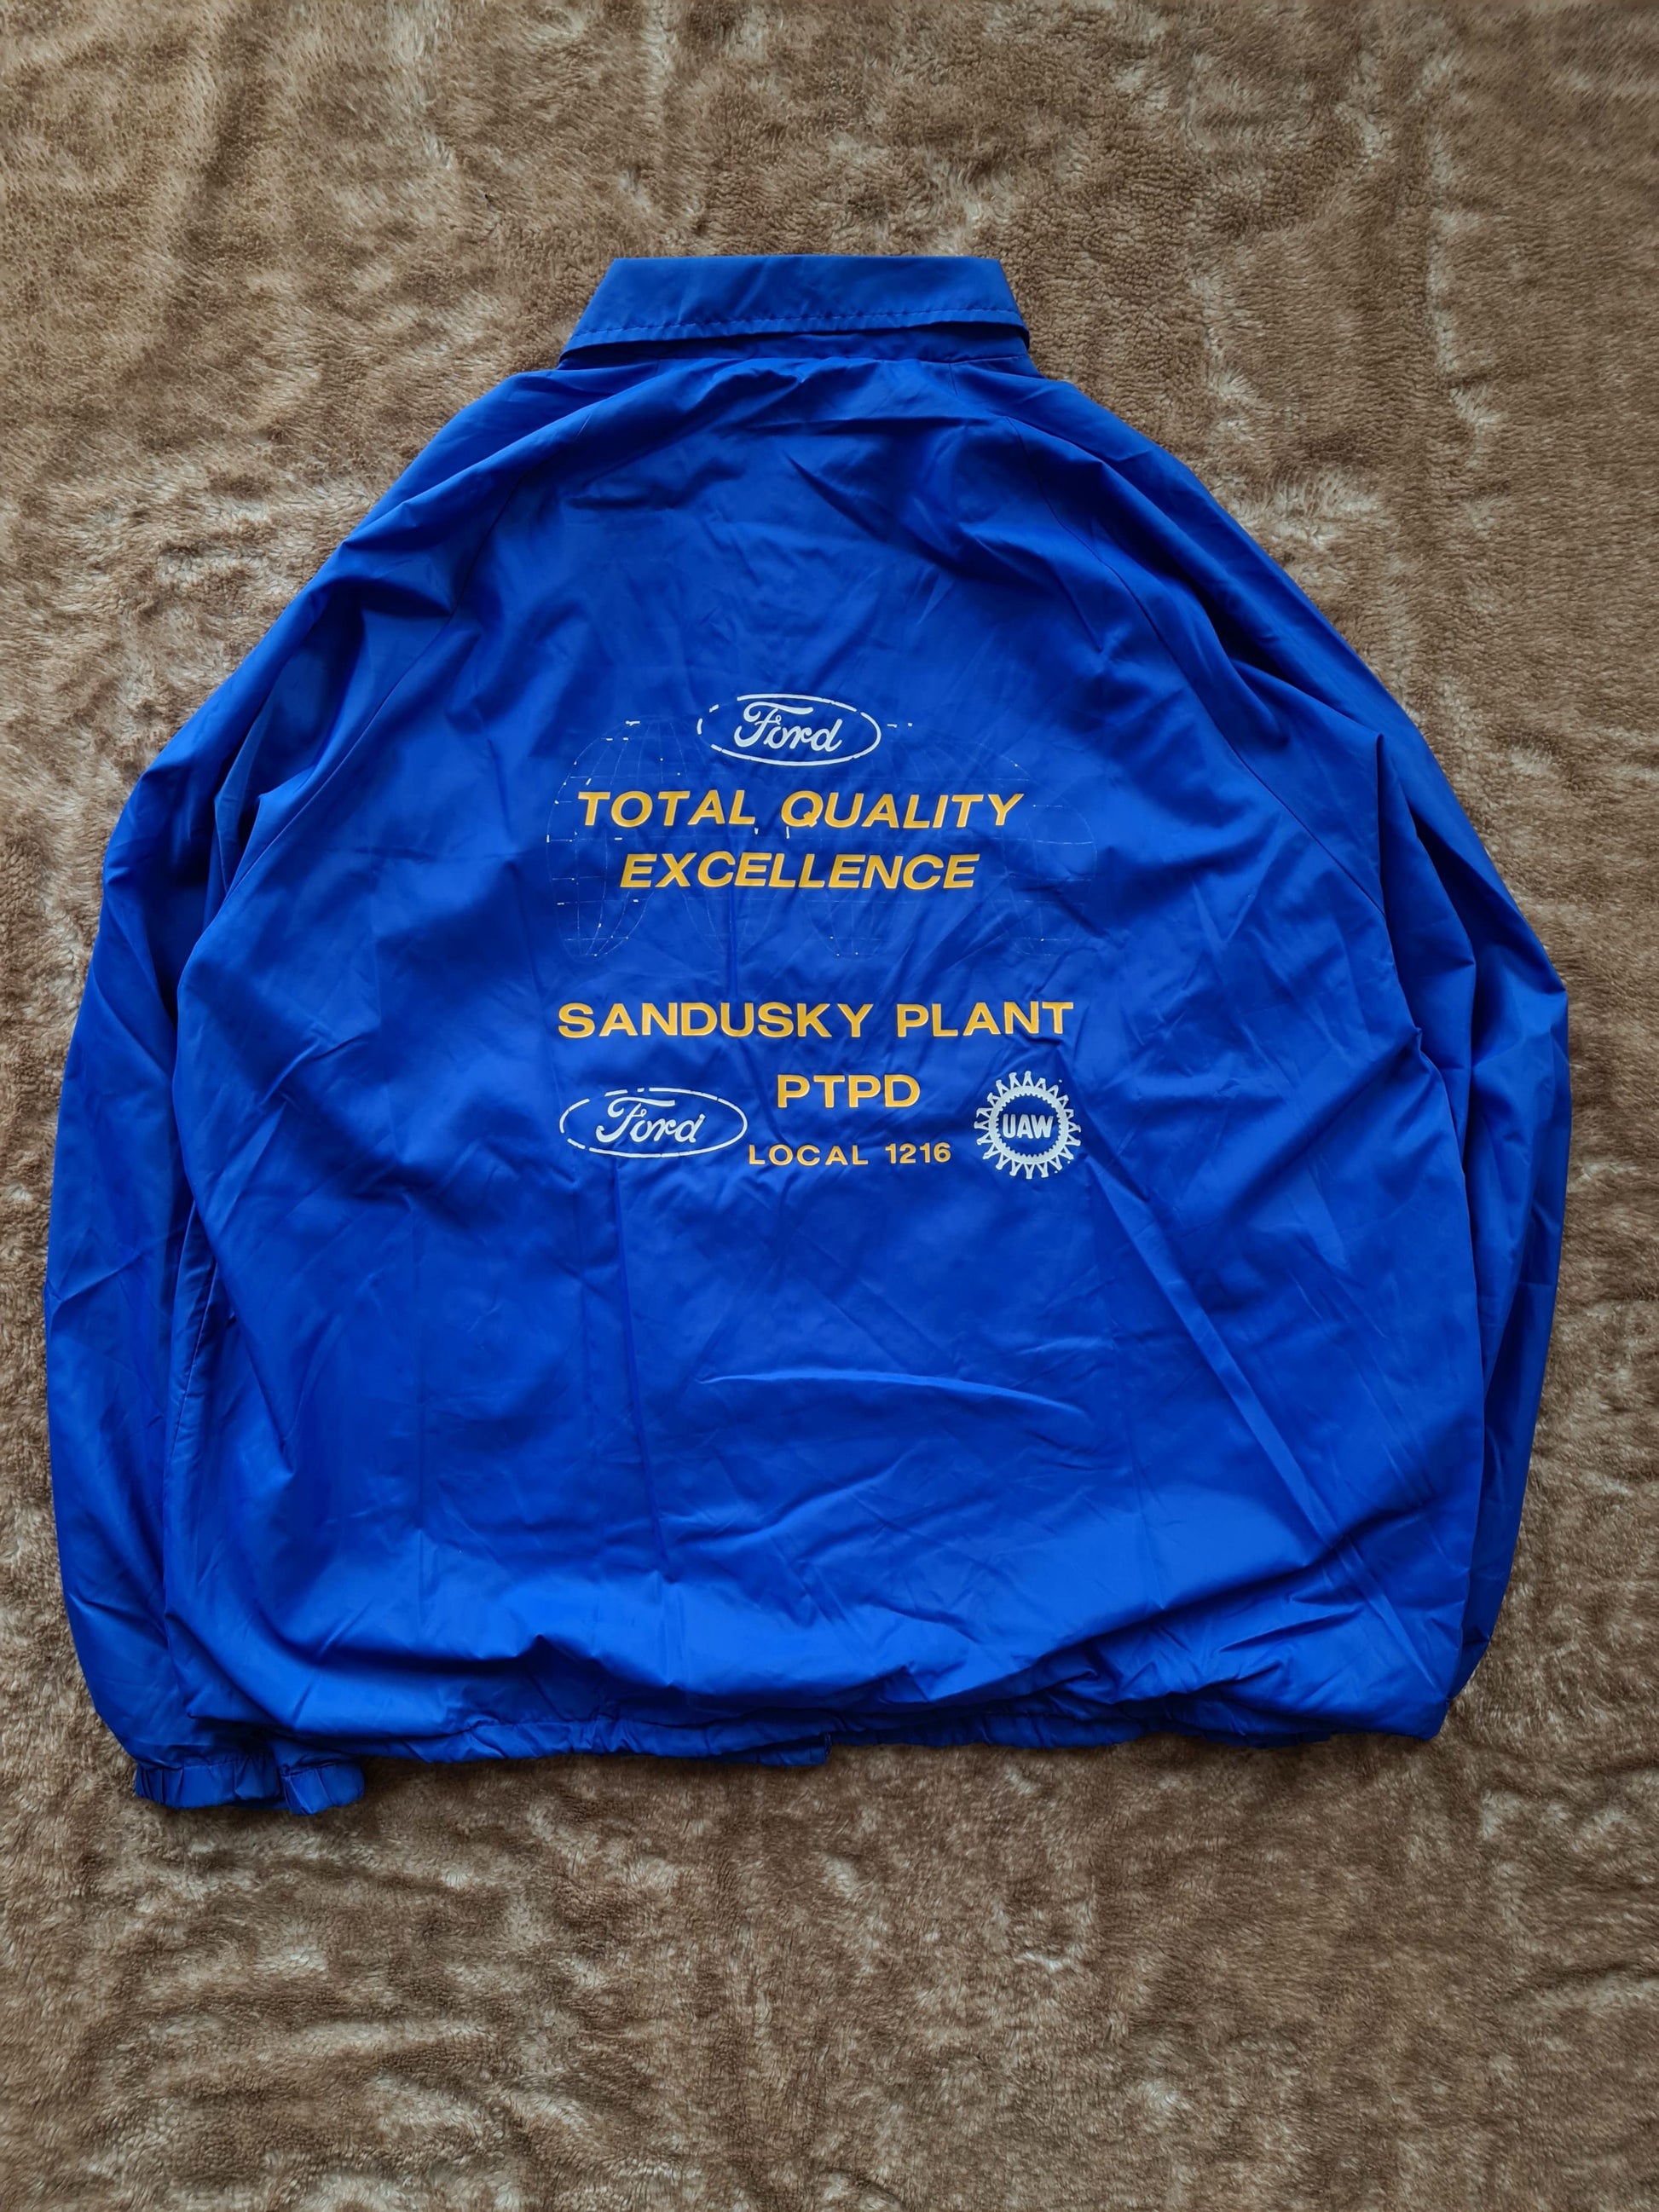 Ford
TOTAL QUALITY
EXCELLENCE
SANDUSKY PLANT
PTPD
Ford
LOCAL 1216
UAW